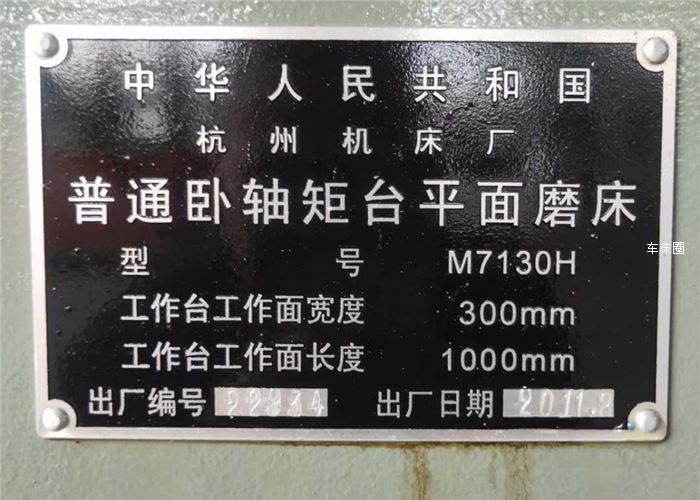 中华人民共和国
杭州机床厂
普通卧轴矩台平面磨床
型 号 M7130H
工作台工作面宽度 300mm
工作台工作面长度 1000mm
出厂编号 出厂日期
车床圈